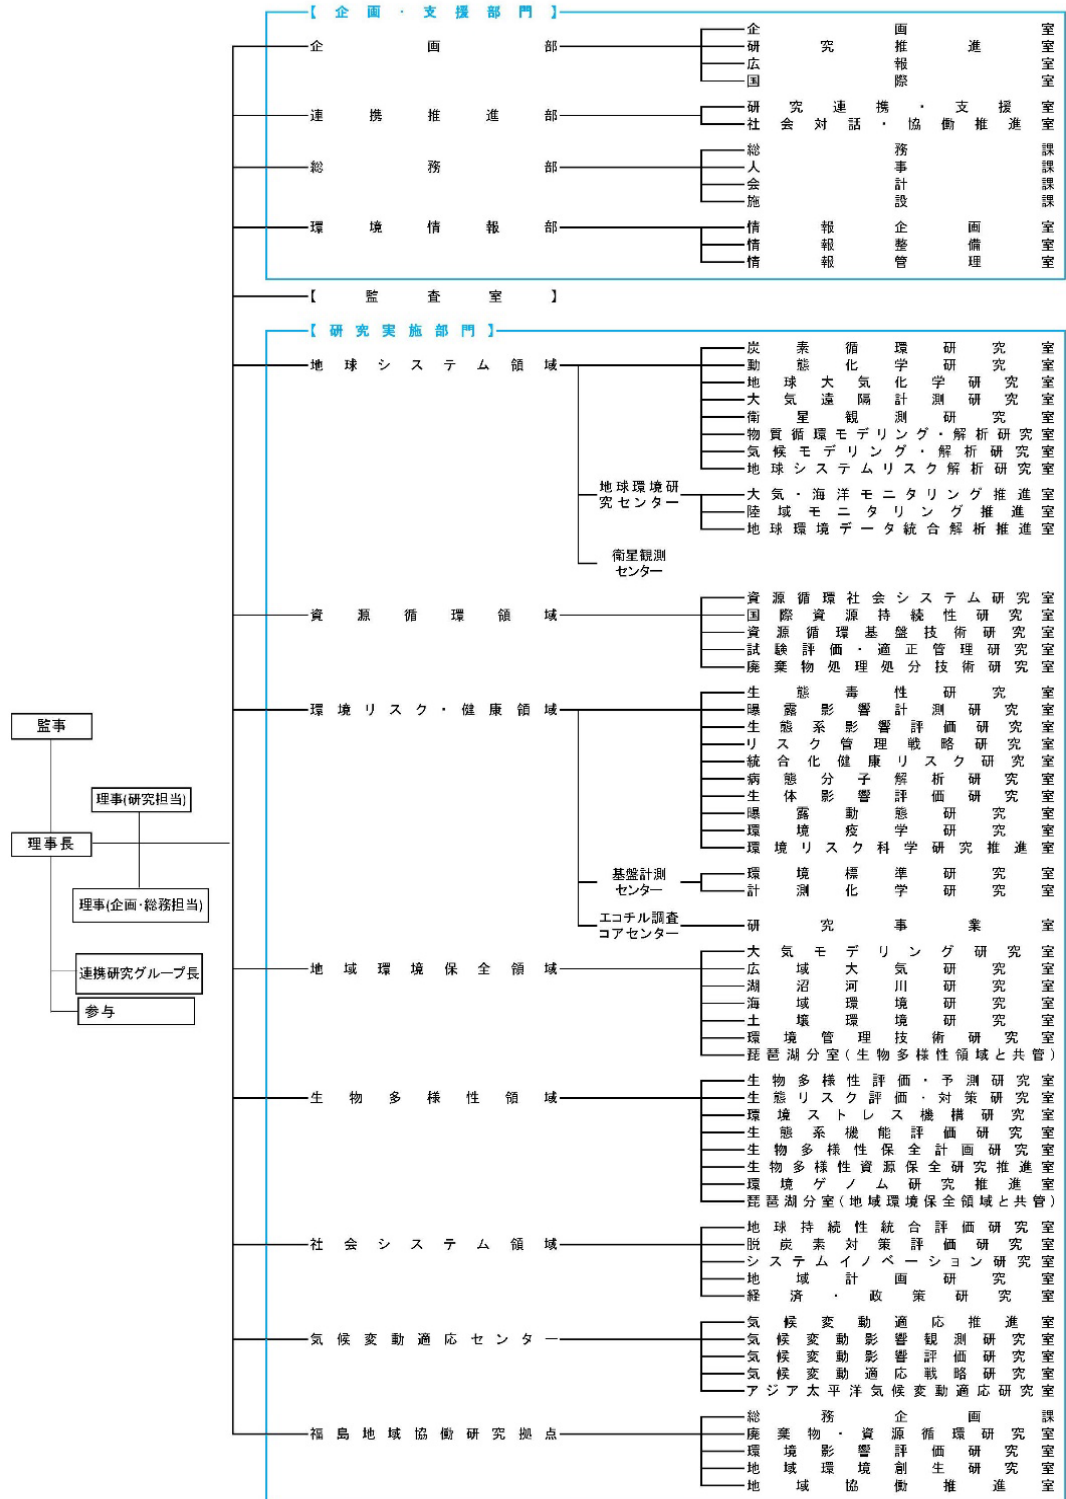 【企画・支援部門】
企画部
企画室
研究推進室
広報室
国際室
連携推進部
研究連携・支援室
社会対話・協働推進室
総務部
総務課
人事課
会計課
施設課
環境情報部
情報企画室
情報整備室
情報管理室
【監査室】
【研究実施部門】
地球システム領域
炭素循環研究室
動態化学研究室
地球大気化学研究室
大気遠隔計測研究室
衛星観測研究室
物質循環モデリング・解析研究室
気候モデリング・解析研究室
地球システムリスク解析研究室
地球環境研
究センター
大気・海洋モニタリング推進室
陸域モニタリング推進室
地球環境データ統合解析推進室
衛星観測
センター
資源循環領域
資源循環社会システム研究室
国際資源持続性研究室
資源循環基盤技術研究室
試験評価・適正管理研究室
廃棄物処理処分技術研究室
環境リスク・健康領域
生態毒性研究室
曝露影響計測研究室
生態系影響評価研究室
リスク管理戦略研究室
統合化健康リスク研究室
病態分子解析研究室
生体影響評価研究室
曝露動態研究室
環境疫学研究室
環境リスク科学研究推進室
基盤計測
センター
環境標準研究室
計測化学研究室
エコチル調査
コアセンター
研究事業室
監事
理事(研究担当)
理事長
理事(企画・総務担当)
連携研究グループ長
参与
地域環境保全領域
大気モデリング研究室
広域大気研究室
湖沼河川研究室
海域環境研究室
土壌環境研究室
環境管理技術研究室
琵琶湖分室(生物多様性領域と共管)
生物多様性領域
生物多様性評価・予測研究室
生態リスク評価・対策研究室
環境ストレス機構研究室
生態系機能評価研究室
生物多様性保全計画研究室
生物多様性資源保全研究推進室
環境ゲノム研究推進室
琵琶湖分室(地域環境保全領域と共管)
社会システム領域
地球持続性統合評価研究室
脱炭素対策評価研究室
システムイノベーション研究室
地域計画研究室
経済・政策研究室
気候変動適応センター
気候変動適応推進室
気候変動影響観測研究室
気候変動影響評価研究室
気候変動適応戦略研究室
アジア太平洋気候変動適応研究室
福島地域協働研究拠点
総務企画課
廃棄物・資源循環研究室
環境影響評価研究室
地域環境創生研究室
地域協働推進室